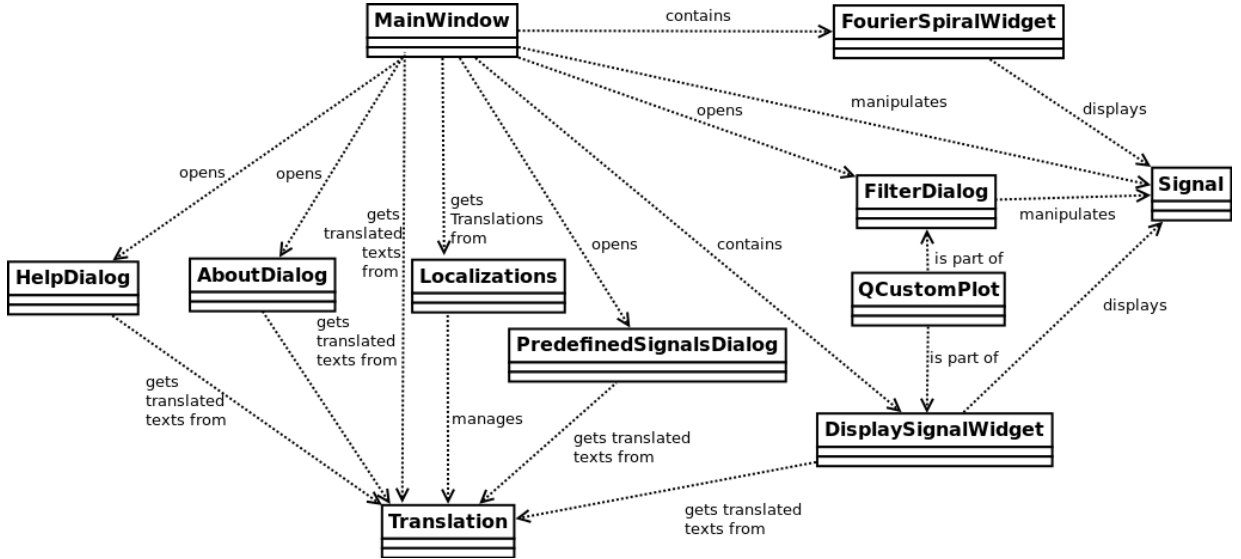 MainWindow
contains
FourierSpiralWidget
manipulates
displays
opens
opens
opens
FilterDialog
Signal
manipulates
gets
translated
texts
from
gets
Translations
from
opens
contains
is part of
HelpDialog
AboutDialog
Localizations
QCustomPlot
displays
gets
translated
texts from
PredefinedSignalsDialog
is part of
gets
translated
texts from
manages
gets translated
texts from
DisplaySignalWidget
Translation
gets translated
texts from